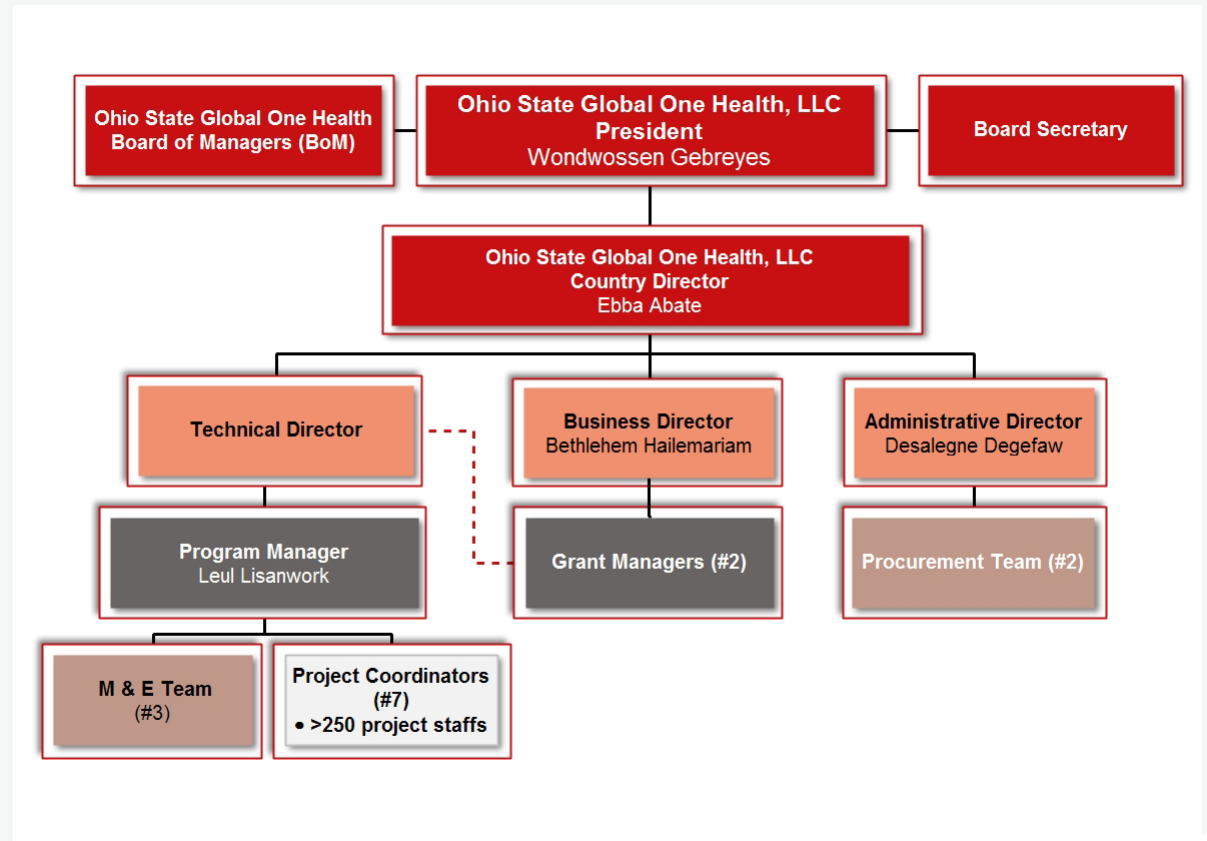 Ohio State Global One Health
Board of Managers (BoM)
Ohio State Global One Health, LLC
President
Wondwossen Gebreyes
Board Secretary
Ohio State Global One Health, LLC
Country Director
Ebba Abate
Technical Director
Business Director
Bethlehem Hailemariam
Administrative Director
Desalegne Degefaw
Program Manager
Leul Lisanwork
Grant Managers (#2)
Procurement Team (#2)
M & E Team
(#3)
Project Coordinators
(#7)
• >250 project staffs